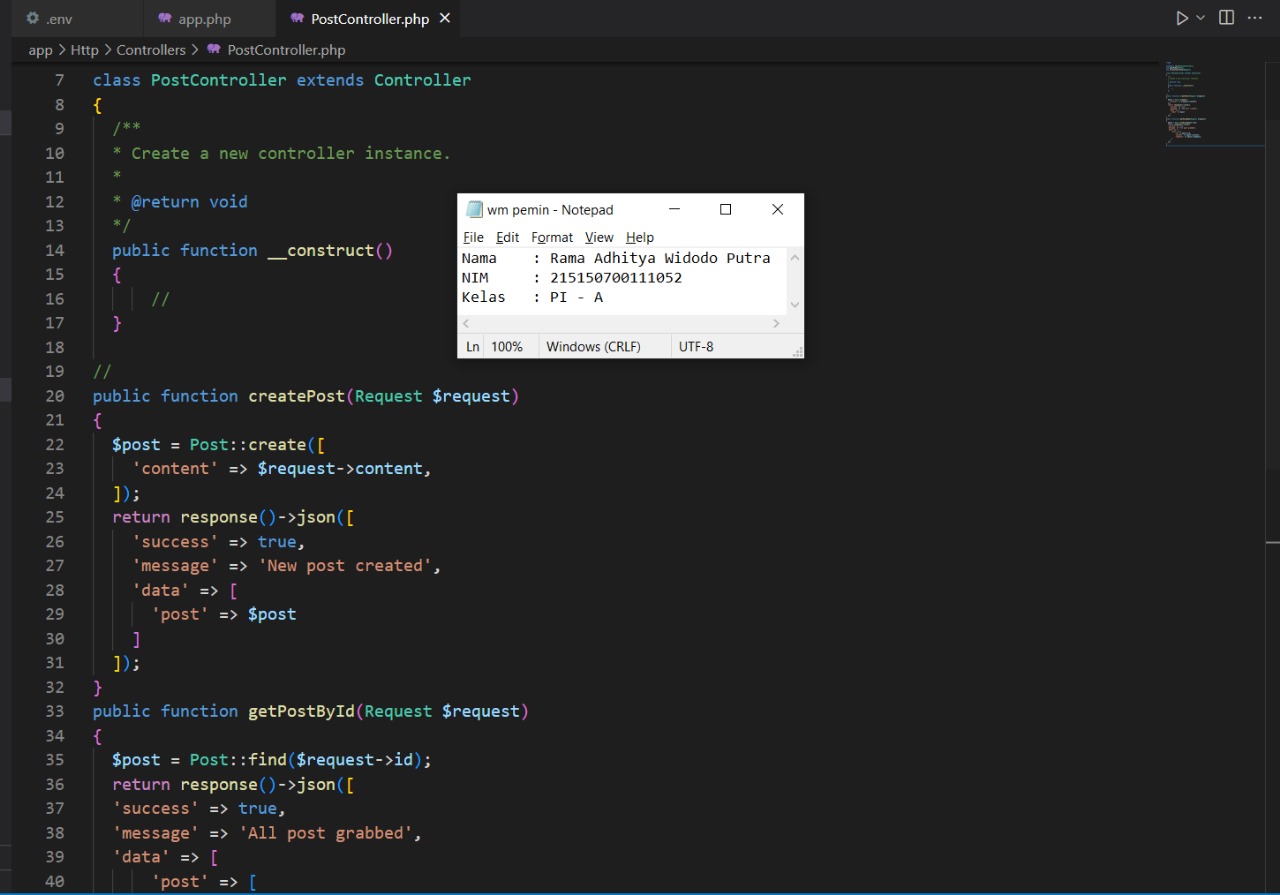 .env app.php PostController.php
app > Http > Controllers > PostController.php
7 class PostController extends Controller
8 {
9 /**
10 * Create a new controller instance.
11 *
12 * @return void
13 */
14 public function __construct()
15 {
16 //
17 }
18
19 //
20 public function createPost(Request $request)
21 {
22 $post = Post::create([
23 'content' => $request->content,
24 ]);
25 return response()->json([
26 'success' => true,
27 'message' => 'New post created',
28 'data' => [
29 'post' => $post
30 ]
31 ]);
32 }
33 public function getPostById(Request $request)
34 {
35 $post = Post::find($request->id);
36 return response()->json([
37 'success' => true,
38 'message' => 'All post grabbed',
39 'data' => [
40 'post' => [
wm pemin - Notepad
File Edit Format View Help
Nama : Rama Adhitya Widodo Putra
NIM : 215150700111052
Kelas : PI - A
Ln 100% Windows (CRLF) UTF-8